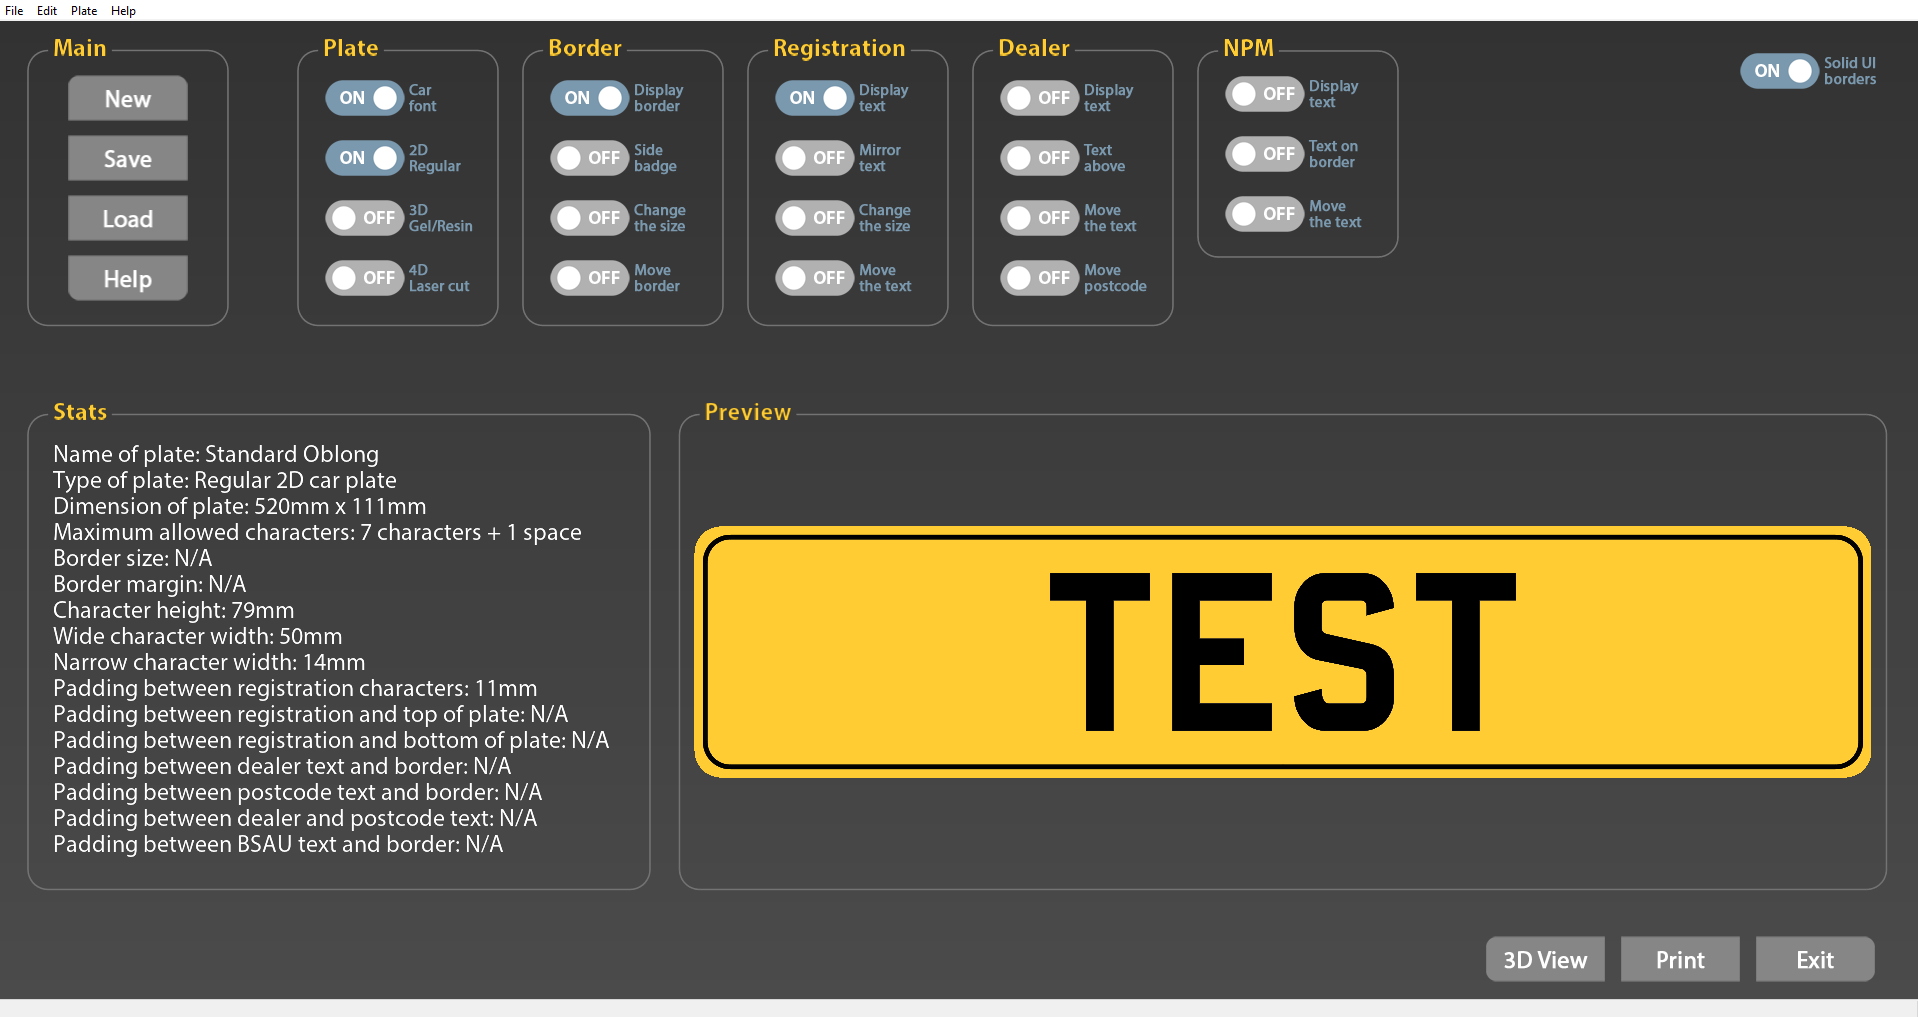 File Edit Plate Help
Main
New
Save
Load
Help
Plate
ON Car
font
ON 2D
Regular
OFF 3D
Gel/Resin
OFF 4D
Laser cut
Border
ON Display
border
OFF Side
badge
OFF Change
the size
OFF Move
border
Registration
ON Display
text
OFF Mirror
text
OFF Change
the size
OFF Move
the text
Dealer
OFF Display
text
OFF Text
above
OFF Move
the text
OFF Move
postcode
NPM
OFF Display
text
OFF Text on
border
OFF Move
the text
ON Solid UI
borders
Stats
Name of plate: Standard Oblong
Type of plate: Regular 2D car plate
Dimension of plate: 520mm x 111mm
Maximum allowed characters: 7 characters + 1 space
Border size: N/A
Border margin: N/A
Character height: 79mm
Wide character width: 50mm
Narrow character width: 14mm
Padding between registration characters: 11mm
Padding between registration and top of plate: N/A
Padding between registration and bottom of plate: N/A
Padding between dealer text and border: N/A
Padding between postcode text and border: N/A
Padding between dealer and postcode text: N/A
Padding between BSAU text and border: N/A
Preview
TEST
3D View
Print
Exit